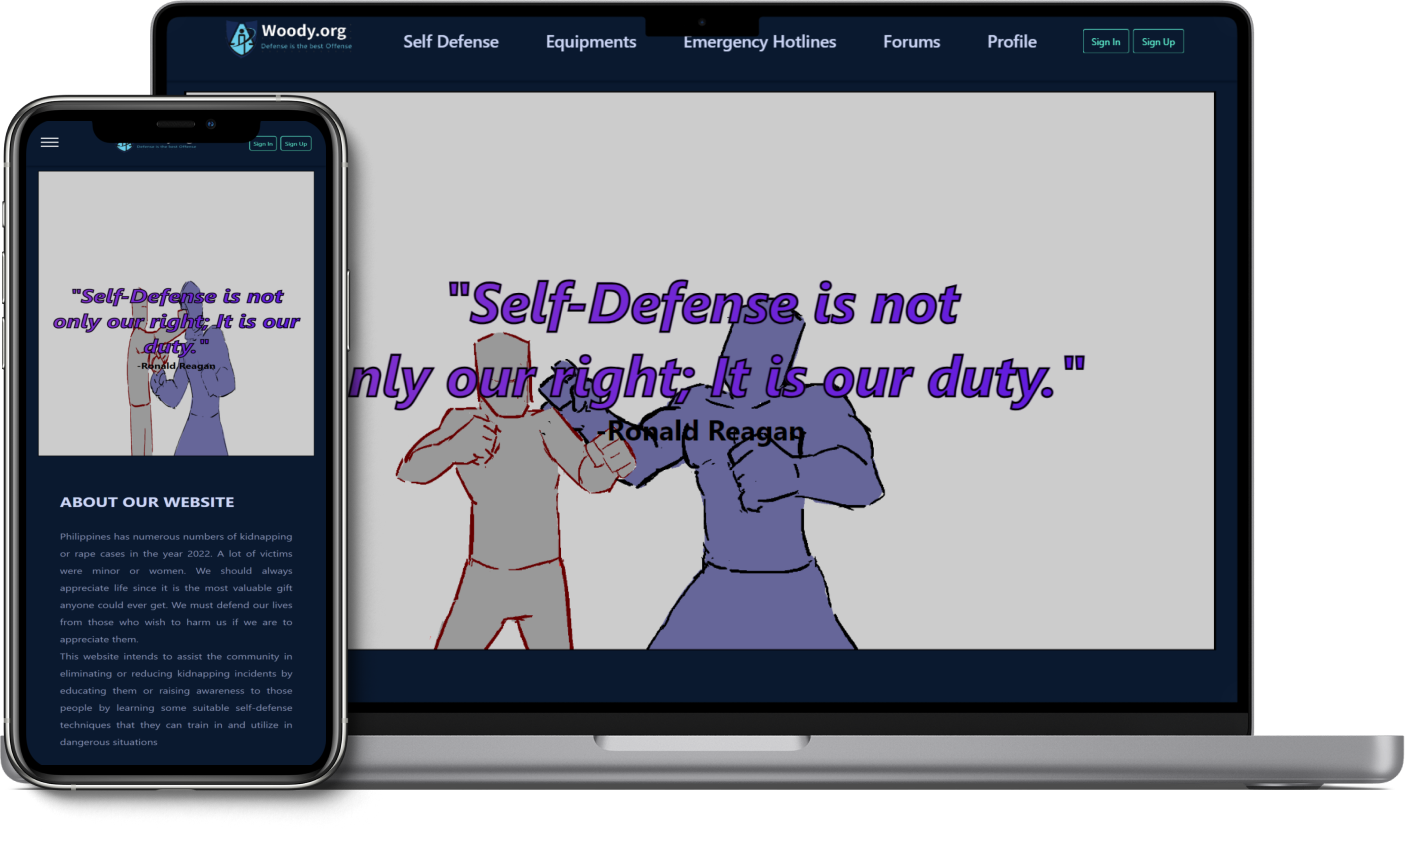 Woody.org
Defense is the best Offense
Self Defense
Equipments
Emergency Hotlines
Forums
Profile
Sign In
Sign Up
"Self-Defense is not
nly our right; It is our duty."
-Ronald Reagan
Defense is the best Offense
Sign In
Sign Up
"Self-Defense is not
only our right; It is our
duty."
-Ronald Reagan
ABOUT OUR WEBSITE
Philippines has numerous numbers of kidnapping
or rape cases in the year 2022. A lot of victims
were minor or women. We should always
appreciate life since it is the most valuable gift
anyone could ever get. We must defend our lives
from those who wish to harm us if we are to
appreciate them.
This website intends to assist the community in
eliminating or reducing kidnapping incidents by
educating them or raising awareness to those
people by learning some suitable self-defense
techniques that they can train in and utilize in
dangerous situations